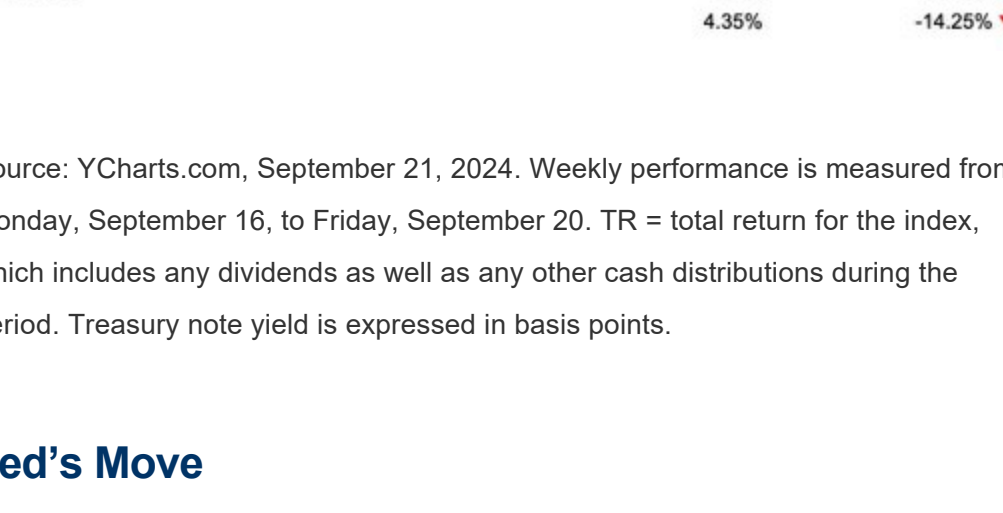 4.35% -14.25%
ource: YCharts.com, September 21, 2024. Weekly performance is measured from
onday, September 16, to Friday, September 20. TR = total return for the index,
hich includes any dividends as well as any other cash distributions during the
eriod. Treasury note yield is expressed in basis points.
ed’s Move